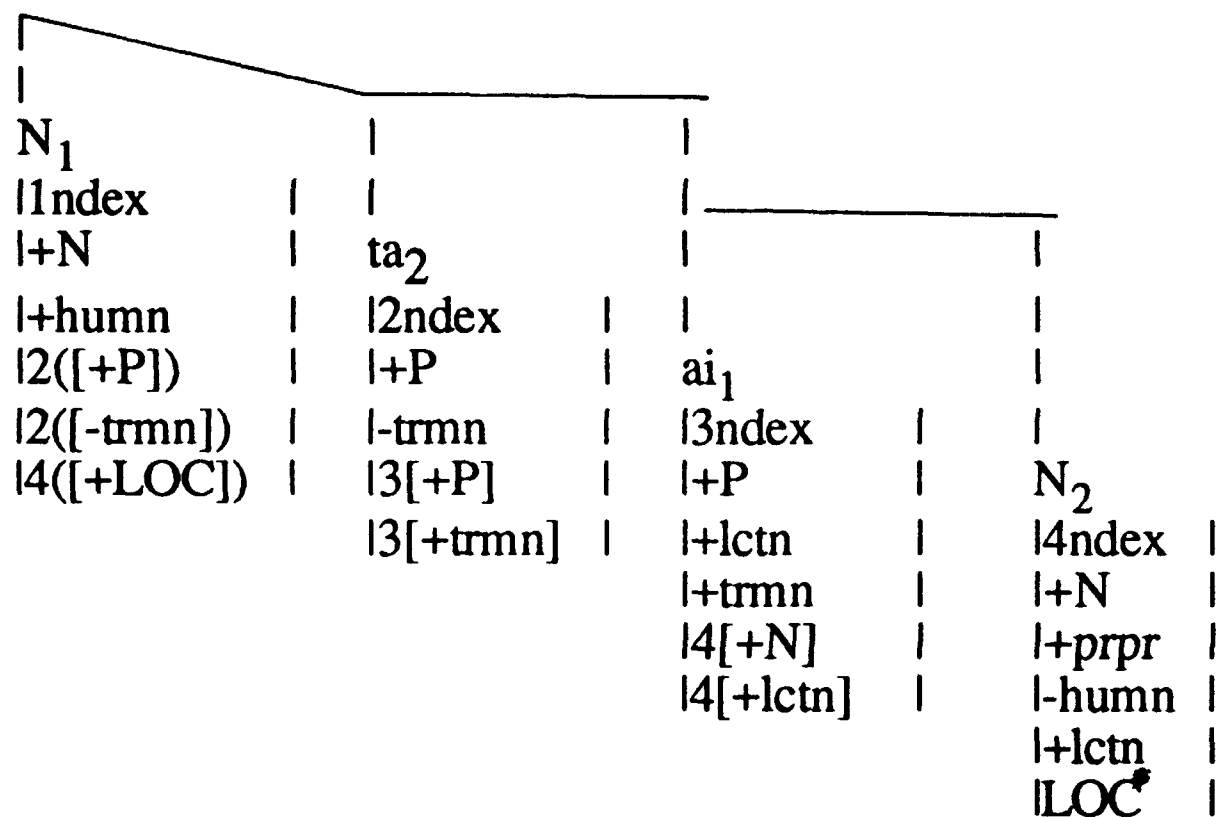 N₁
|1ndex |
|+N |
|+humn |
|2([+P]) |
|2([-trmn]) |
|4([+LOC]) |
ta₂
|2ndex |
|+P |
|-trmn |
|3[+P] |
|3[+trmn] |
ai₁
|3ndex |
|+P |
|+lctn |
|+trmn |
|4[+N] |
|4[+lctn] |
N₂
|4ndex |
|+N |
|+prpr |
|-humn |
|+lctn |
|LOC |